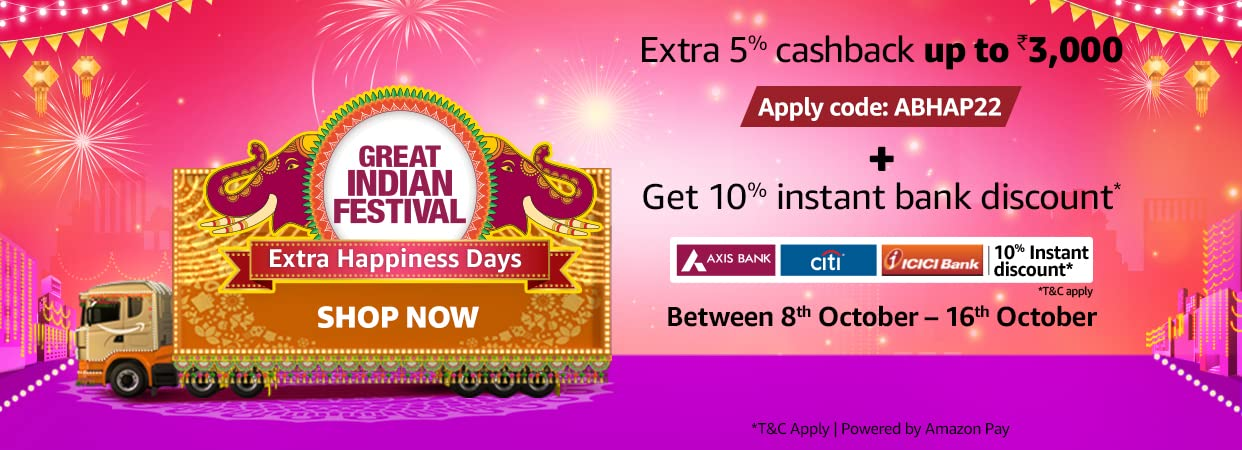 GREAT
INDIAN
FESTIVAL
Extra Happiness Days
SHOP NOW
Extra 5% cashback up to ₹3,000
Apply code: ABHAP22
+
Get 10% instant bank discount*
AXIS BANK
citi
ICICI Bank
10% Instant
discount*
*T&C apply
Between 8th October – 16th October
*T&C Apply | Powered by Amazon Pay